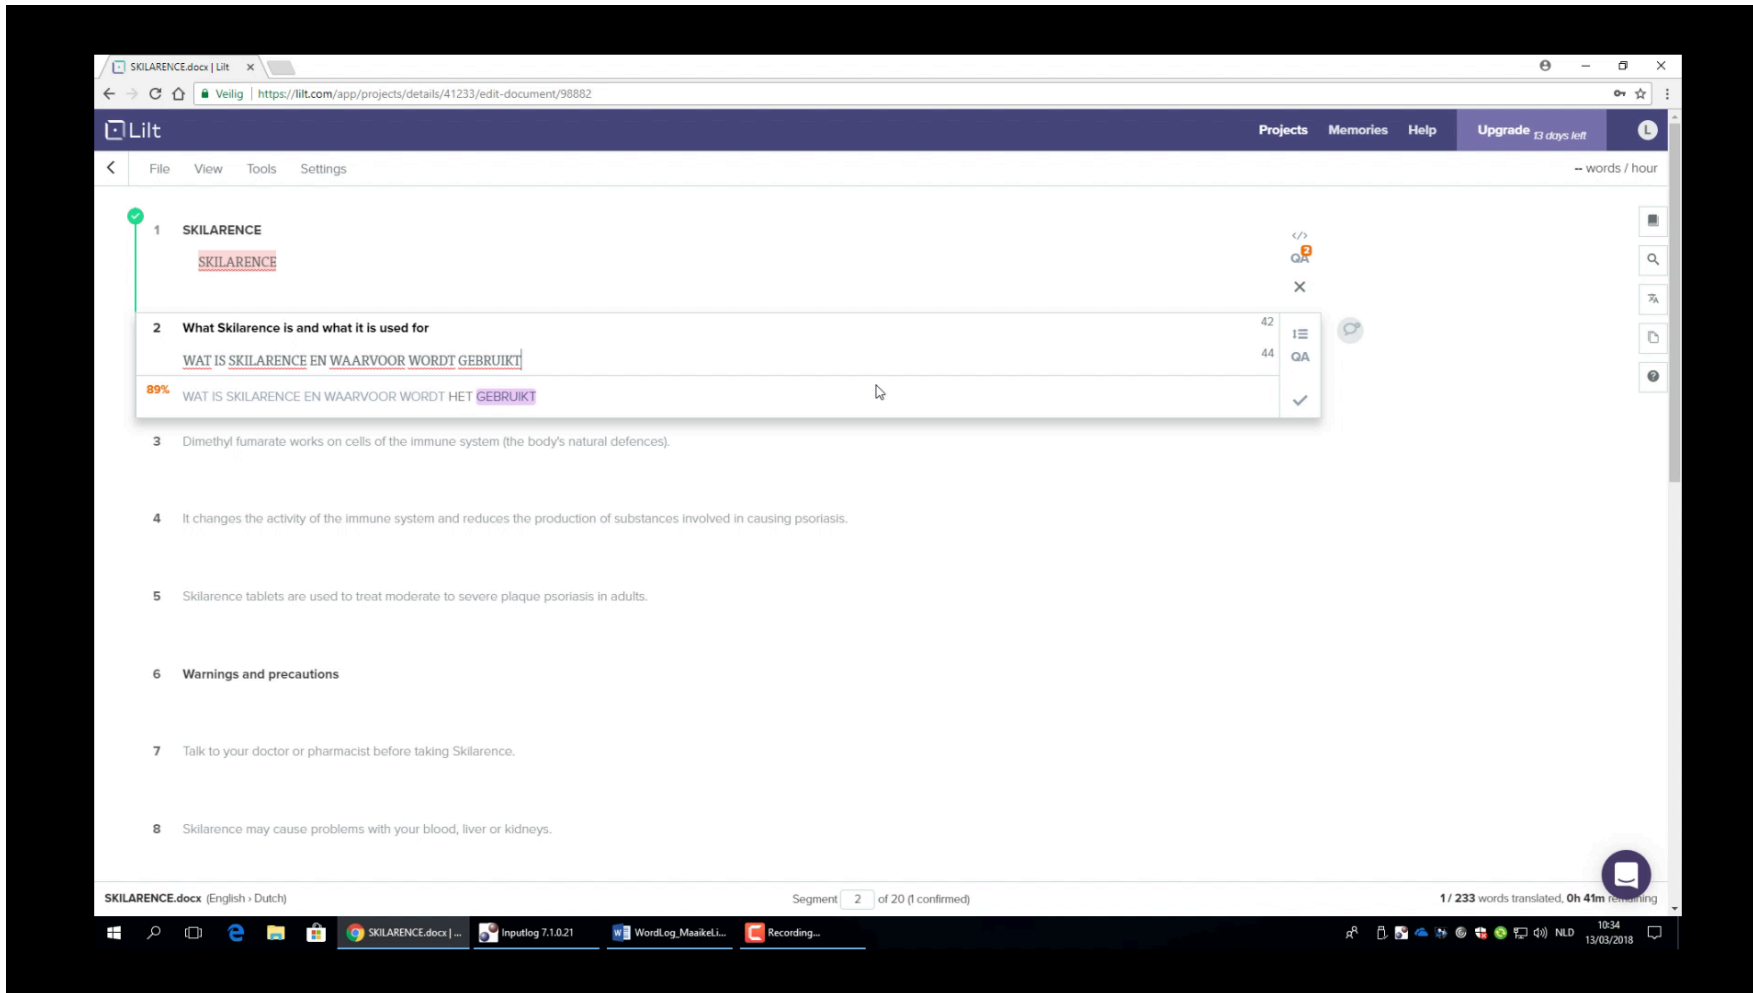 SKILARENCE.docx | Lilt
Veilig https://lilt.com/app/projects/details/41233/edit-document/98882
Lilt Projects Memories Help Upgrade 13 days left L
File View Tools Settings -- words / hour
1 SKILARENCE
SKILARENCE
2
QA
2 What Skilarence is and what it is used for 42
WAT IS SKILARENCE EN WAARVOOR WORDT GEBRUIKT 44 QA
89% WAT IS SKILARENCE EN WAARVOOR WORDT HET GEBRUIKT
3 Dimethyl fumarate works on cells of the immune system (the body's natural defences).
4 It changes the activity of the immune system and reduces the production of substances involved in causing psoriasis.
5 Skilarence tablets are used to treat moderate to severe plaque psoriasis in adults.
6 Warnings and precautions
7 Talk to your doctor or pharmacist before taking Skilarence.
8 Skilarence may cause problems with your blood, liver or kidneys.
SKILARENCE.docx (English › Dutch) Segment 2 of 20 (1 confirmed) 1 / 233 words translated, 0h 41m remaining
SKILARENCE.docx | ... Inputlog 7.1.0.21 WordLog_MaaikeLi... Recording... NLD 10:34
13/03/2018